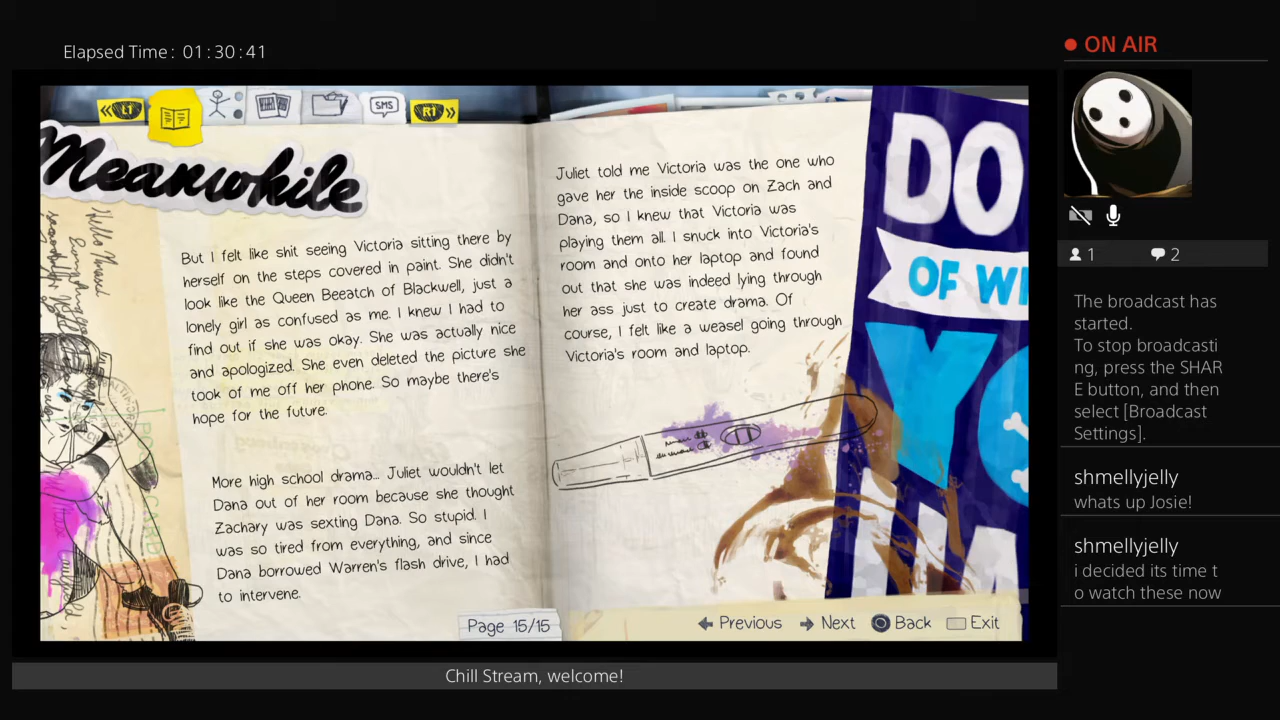 Elapsed Time: 01:30:41
ON AIR
L1
SMS
R1
Meanwhile
But I felt like shit seeing Victoria sitting there by
herself on the steps covered in paint. She didn't
look like the Queen Beeatch of Blackwell, just a
lonely girl as confused as me. I knew I had to
find out if she was okay. She was actually nice
and apologized. She even deleted the picture she
took of me off her phone. So maybe there's
hope for the future.
More high school drama... Juliet wouldn't let
Dana out of her room because she thought
Zachary was sexting Dana. So stupid. I
was so tired from everything, and since
Dana borrowed Warren's flash drive, I had
to intervene.
Page 15/15
Juliet told me Victoria was the one who
gave her the inside scoop on Zach and
Dana, so I knew that Victoria was
playing them all. I snuck into Victoria's
room and onto her laptop and found
out that she was indeed lying through
her ass just to create drama. Of
course, I felt like a weasel going through
Victoria's room and laptop.
DO
OF WI
YO
Previous
Next
Back
Exit
1
2
The broadcast has
started.
To stop broadcasti
ng, press the SHAR
E button, and then
select [Broadcast
Settings].
shmellyjelly
whats up Josie!
shmellyjelly
i decided its time t
o watch these now
Chill Stream, welcome!